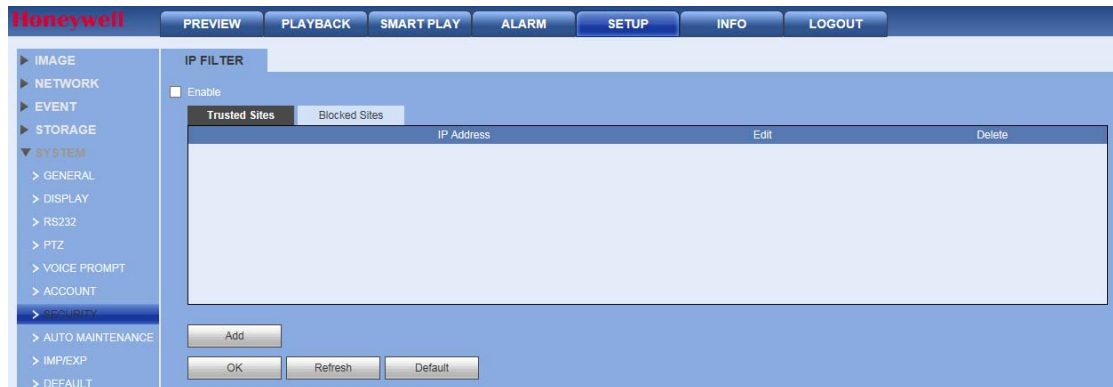 Honeywell
PREVIEW PLAYBACK SMART PLAY ALARM SETUP INFO LOGOUT
IMAGE
NETWORK
EVENT
STORAGE
SYSTEM
GENERAL
DISPLAY
RS232
PTZ
VOICE PROMPT
ACCOUNT
SECURITY
AUTO MAINTENANCE
IMP/EXP
DEFAULT
IP FILTER
Enable
Trusted Sites Blocked Sites
IP Address Edit Delete
Add
OK Refresh Default